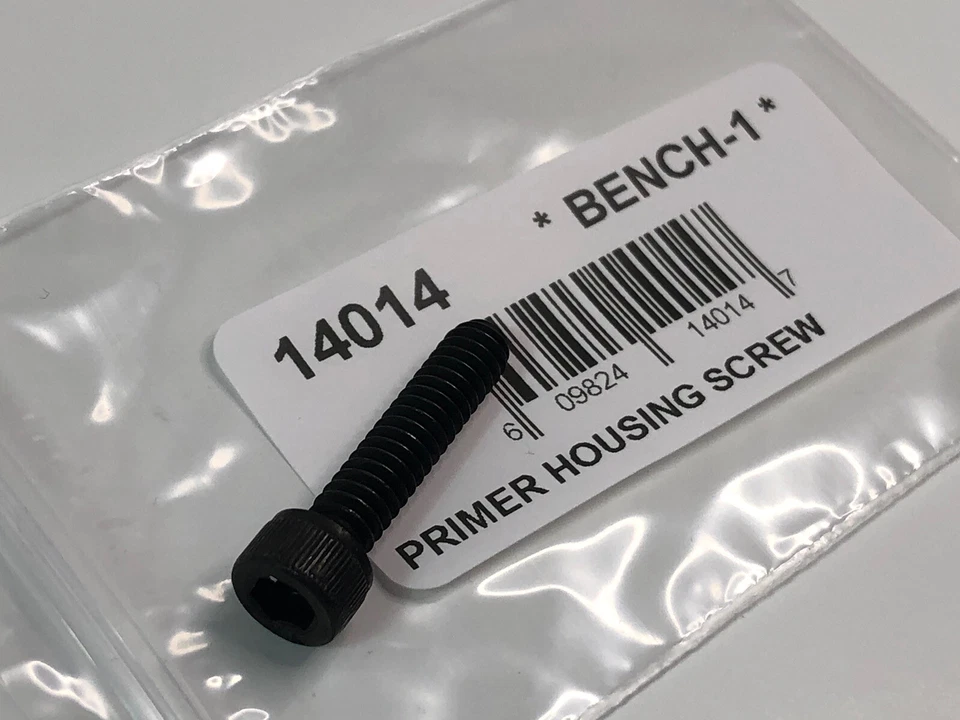 14014 * BENCH-1 *
6 09824 14014 7
PRIMER HOUSING SCREW